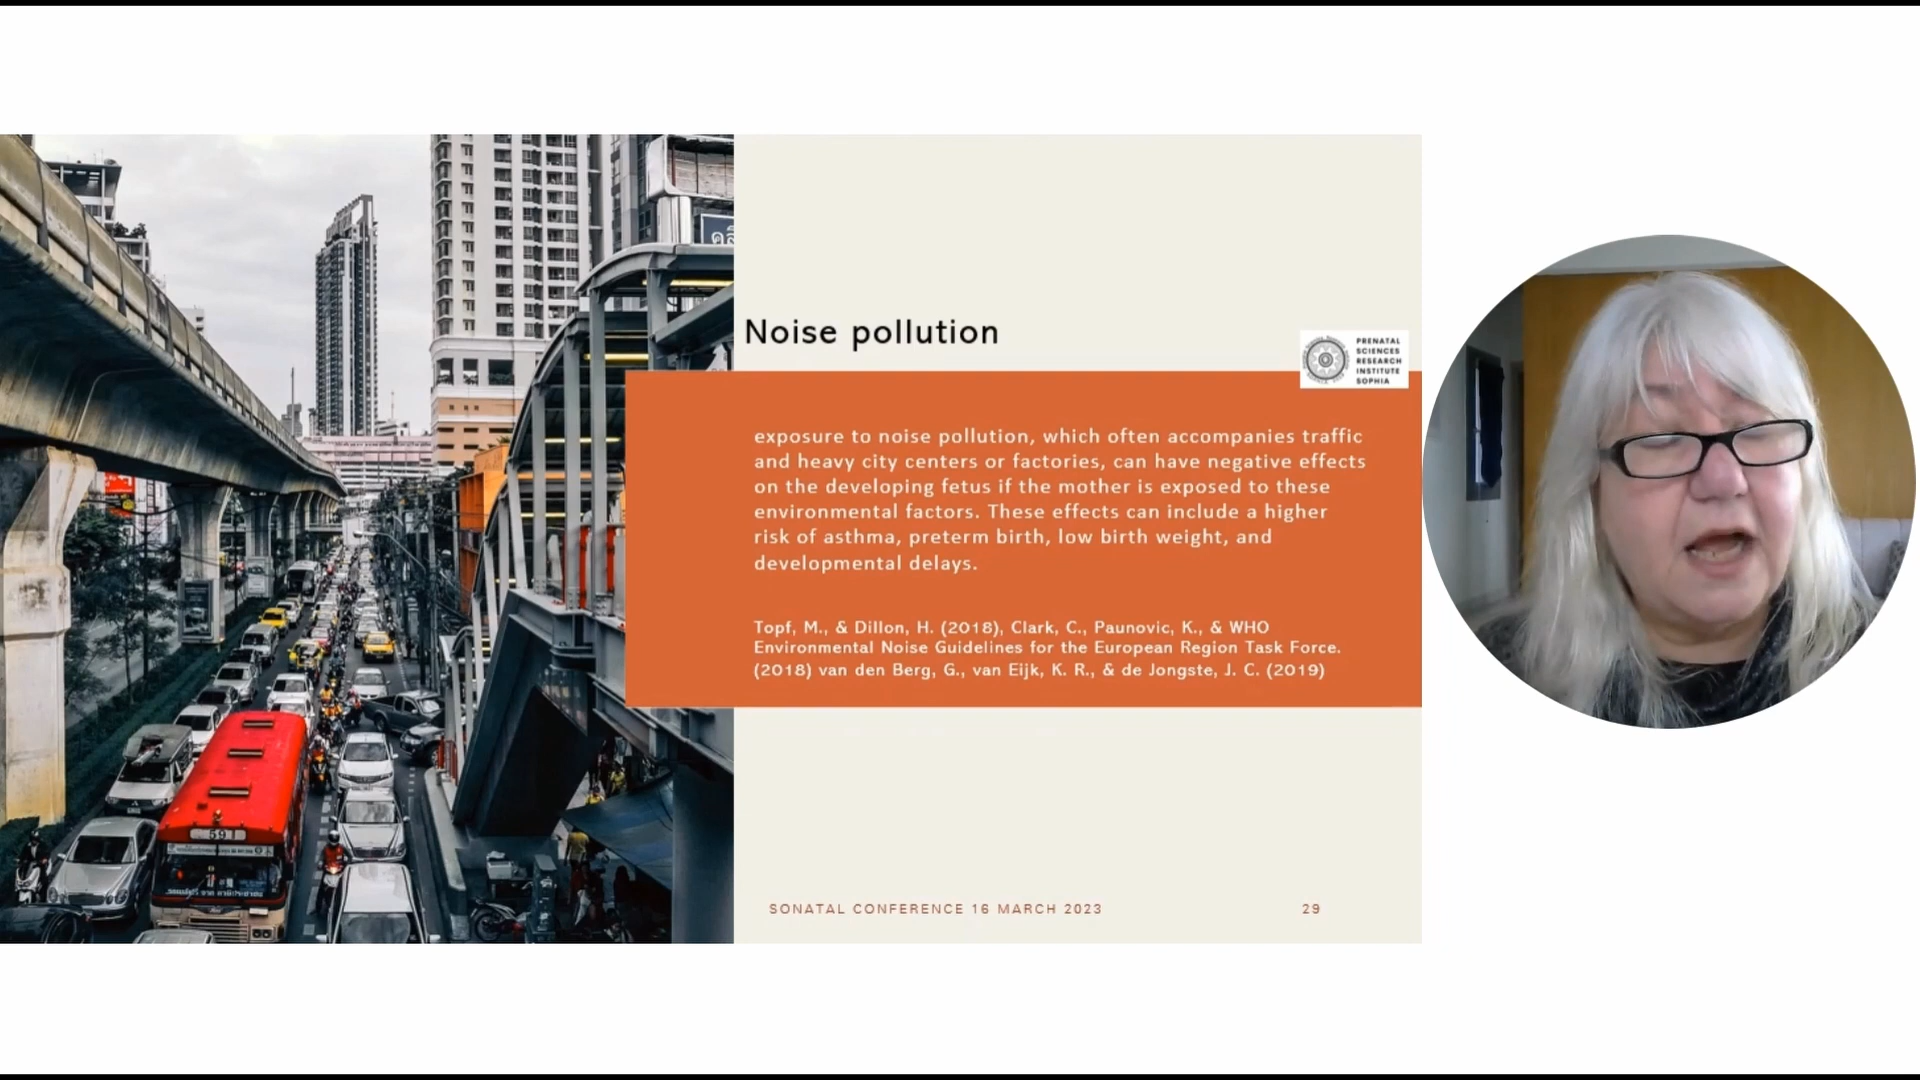 Noise pollution
PRENATAL
SCIENCES
RESEARCH
INSTITUTE
SOPHIA
exposure to noise pollution, which often accompanies traffic
and heavy city centers or factories, can have negative effects
on the developing fetus if the mother is exposed to these
environmental factors. These effects can include a higher
risk of asthma, preterm birth, low birth weight, and
developmental delays.
Topf, M., & Dillon, H. (2018), Clark, C., Paunovic, K., & WHO
Environmental Noise Guidelines for the European Region Task Force.
(2018) van den Berg, G., van Eijk, K. R., & de Jongste, J. C. (2019)
591
SONATAL CONFERENCE 16 MARCH 2023
29